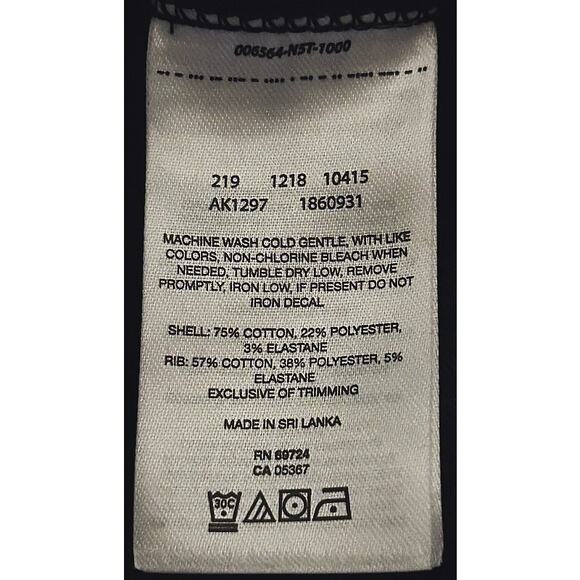 006564-N5T-1000
219 1218 10415
AK1297 1860931
MACHINE WASH COLD GENTLE, WITH LIKE
COLORS, NON-CHLORINE BLEACH WHEN
NEEDED, TUMBLE DRY LOW, REMOVE
PROMPTLY, IRON LOW, IF PRESENT DO NOT
IRON DECAL
SHELL: 75% COTTON, 22% POLYESTER,
3% ELASTANE
RIB: 57% COTTON, 38% POLYESTER, 5%
ELASTANE
EXCLUSIVE OF TRIMMING
MADE IN SRI LANKA
RN 69724
CA 05367
30C